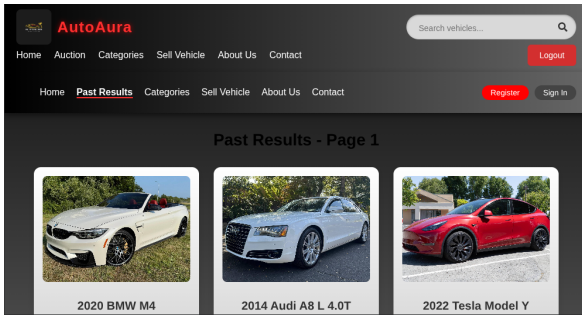 AutoAura
Search vehicles...
Home Auction Categories Sell Vehicle About Us Contact
Logout
Home Past Results Categories Sell Vehicle About Us Contact
Register Sign In
Past Results - Page 1
2020 BMW M4
2014 Audi A8 L 4.0T
2022 Tesla Model Y